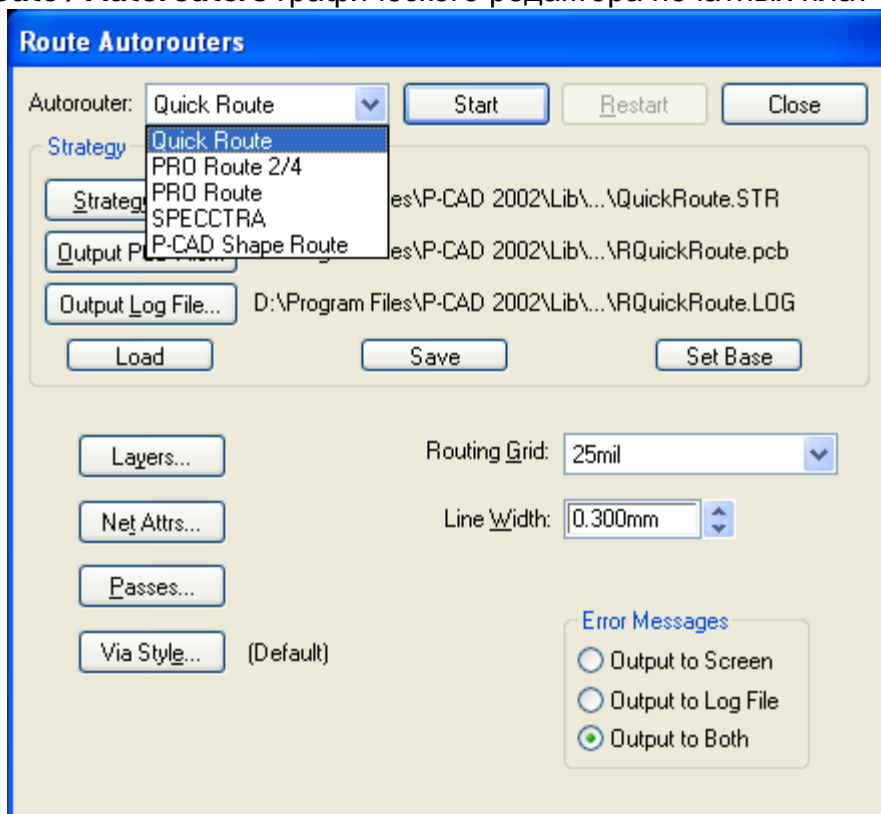 Route Autorouters
Autorouter: Quick Route Start Restart Close
Strategy
Quick Route
PRO Route 2/4
PRO Route
SPECCTRA
P-CAD Shape Route
es\P-CAD 2002\Lib\...\QuickRoute.STR
Output es\P-CAD 2002\Lib\...\RQuickRoute.pcb
Output Log File... D:\Program Files\P-CAD 2002\Lib\...\RQuickRoute.LOG
Load Save Set Base
Layers... Routing Grid: 25mil
Net Attrs... Line Width: 0.300mm
Passes...
Via Style... (Default)
Error Messages
Output to Screen
Output to Log File
Output to Both